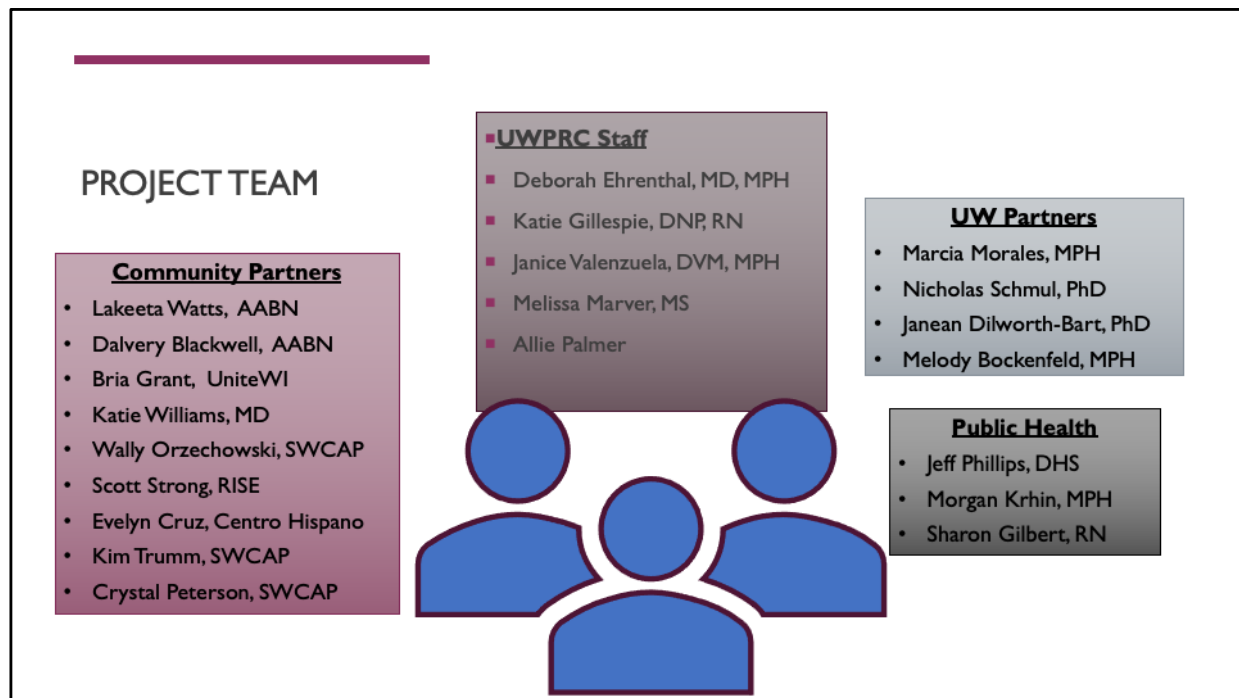 PROJECT TEAM
Community Partners
• Lakeeta Watts, AABN
• Dalvery Blackwell, AABN
• Bria Grant, UniteWI
• Katie Williams, MD
• Wally Orzechowski, SWCAP
• Scott Strong, RISE
• Evelyn Cruz, Centro Hispano
• Kim Trumm, SWCAP
• Crystal Peterson, SWCAP
▪UWPRC Staff
▪ Deborah Ehrenthal, MD, MPH
▪ Katie Gillespie, DNP, RN
▪ Janice Valenzuela, DVM, MPH
▪ Melissa Marver, MS
▪ Allie Palmer
UW Partners
• Marcia Morales, MPH
• Nicholas Schmul, PhD
• Janean Dilworth-Bart, PhD
• Melody Bockenfeld, MPH
Public Health
• Jeff Phillips, DHS
• Morgan Krhin, MPH
• Sharon Gilbert, RN